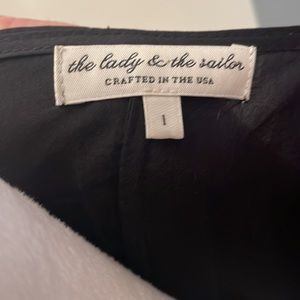 the lady & the sailor
CRAFTED IN THE USA
1